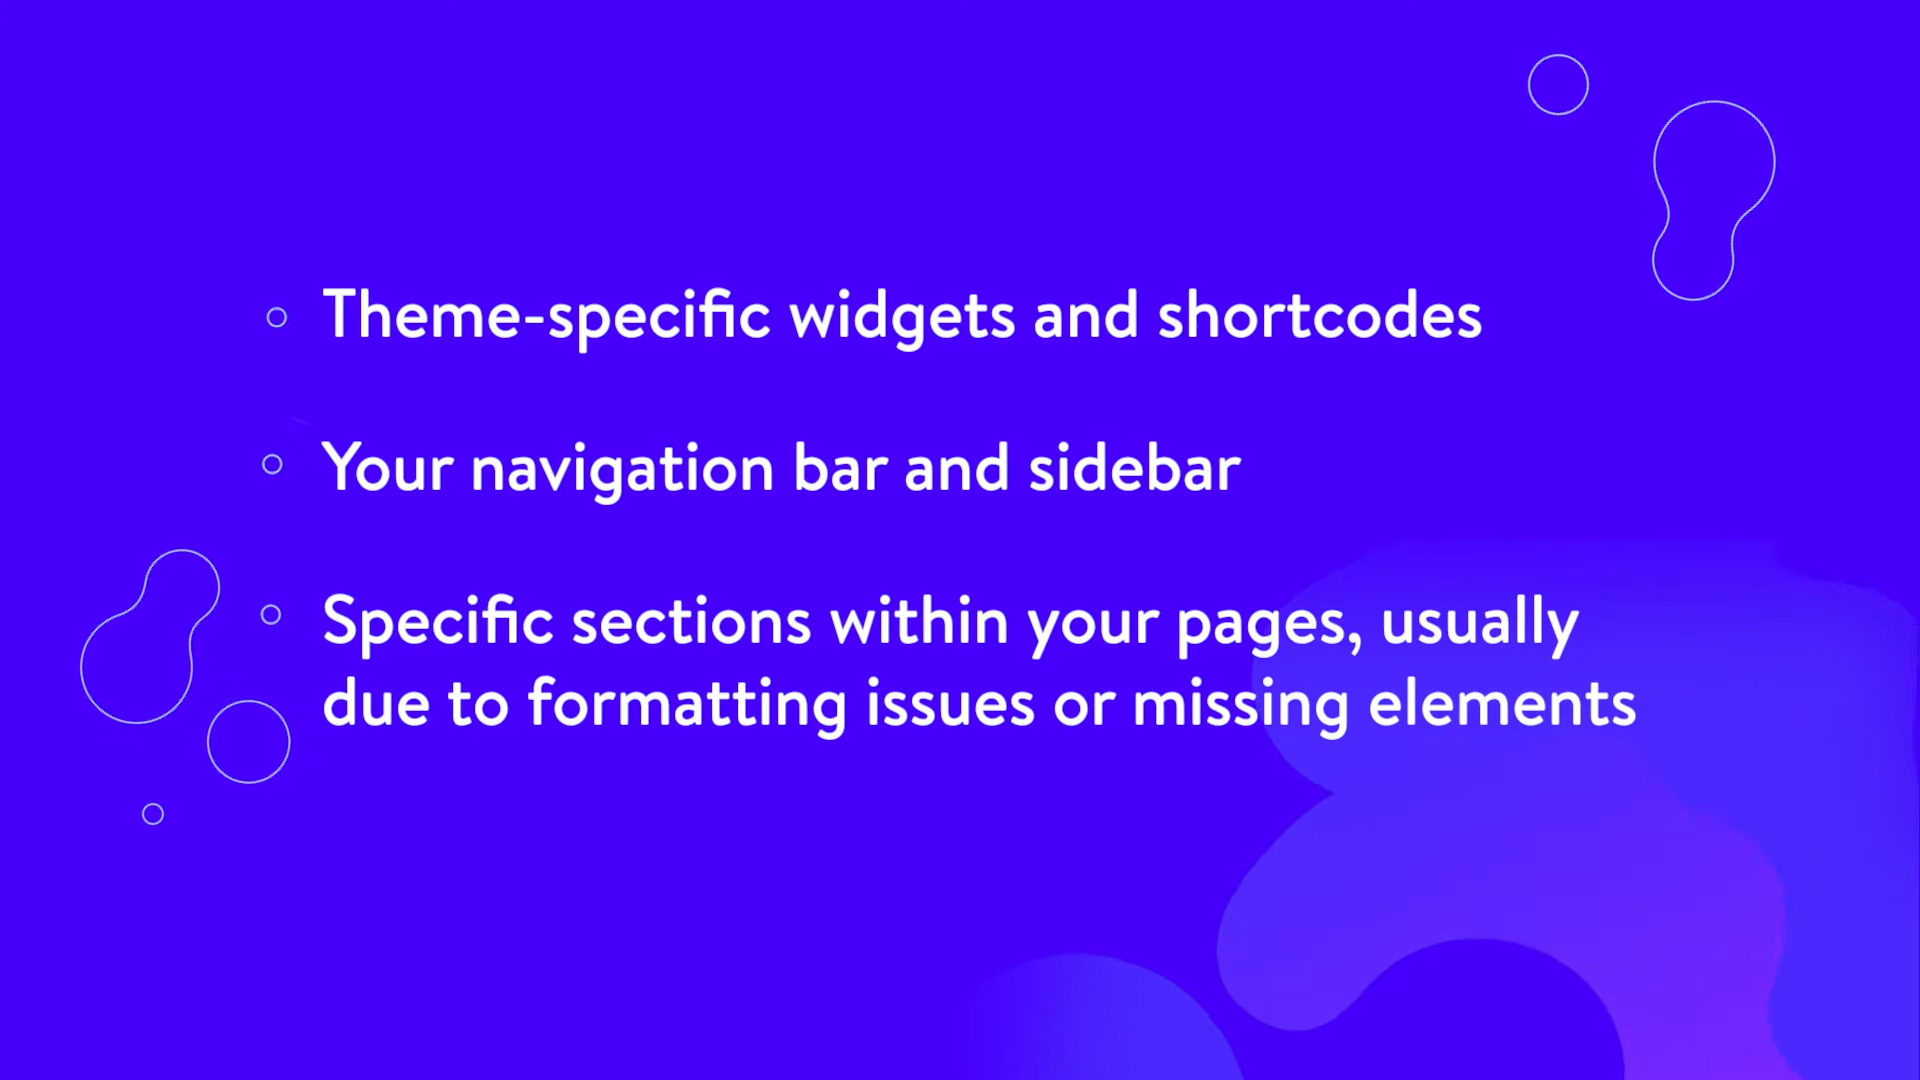 Theme-specific widgets and shortcodes
Your navigation bar and sidebar
Specific sections within your pages, usually
due to formatting issues or missing elements